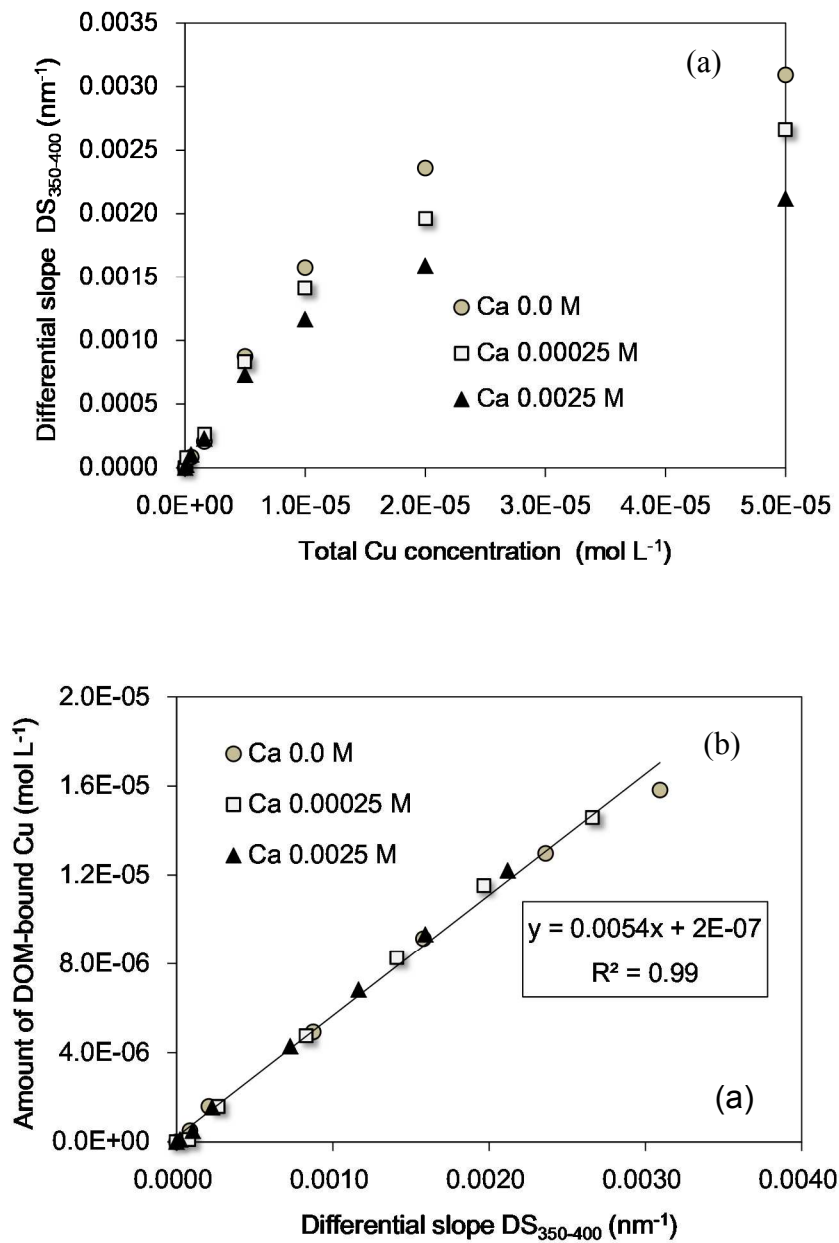 0.0035
0.0030
0.0025
0.0020
0.0015
0.0010
0.0005
0.0000
Differential slope DS350-400 (nm-1)
(a)
Ca 0.0 M
Ca 0.00025 M
Ca 0.0025 M
0.0E+00 1.0E-05 2.0E-05 3.0E-05 4.0E-05 5.0E-05
Total Cu concentration (mol L-1)
2.0E-05
1.6E-05
1.2E-05
8.0E-06
4.0E-06
0.0E+00
Amount of DOM-bound Cu (mol L-1)
(b)
Ca 0.0 M
Ca 0.00025 M
Ca 0.0025 M
y = 0.0054x + 2E-07
R² = 0.99
(a)
0.0000 0.0010 0.0020 0.0030 0.0040
Differential slope DS350-400 (nm-1)